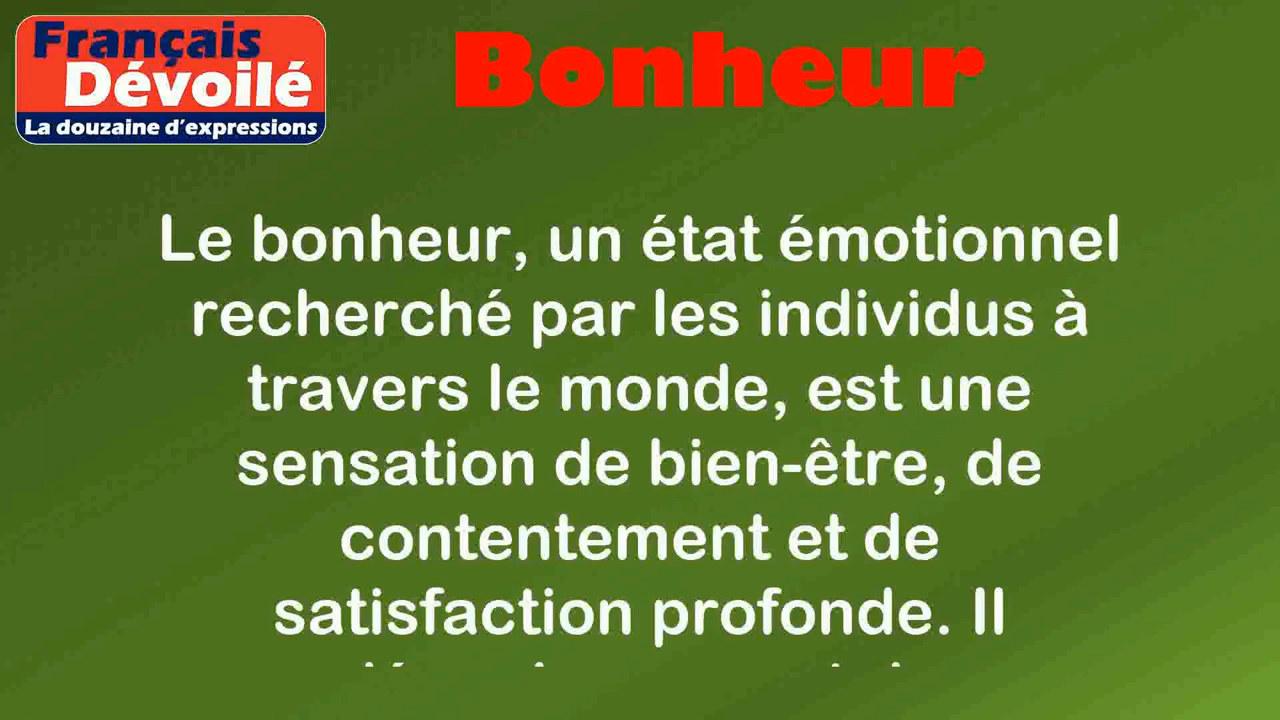 Français
Dévoilé
La douzaine d'expressions
Bonheur
Le bonheur, un état émotionnel
recherché par les individus à
travers le monde, est une
sensation de bien-être, de
contentement et de
satisfaction profonde. Il